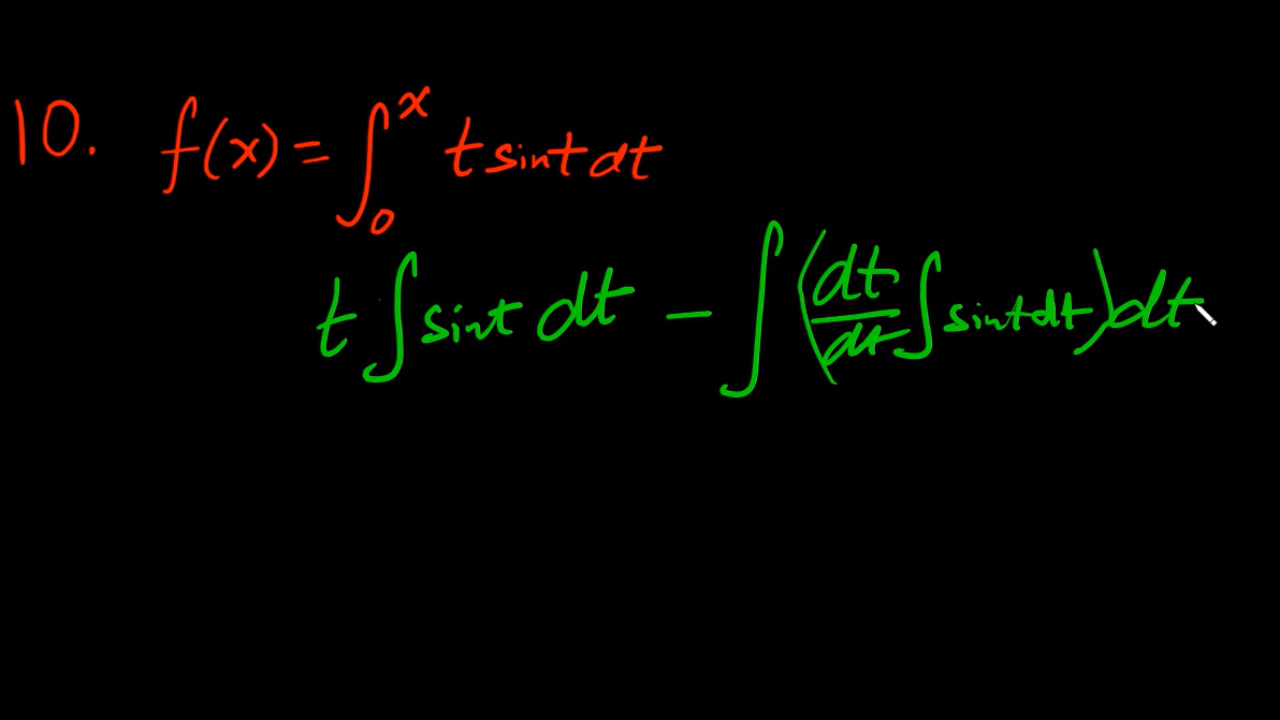 10. f(x) = ∫₀ˣ t sint dt
t ∫ sint dt − ∫ (dt/dt ∫ sint dt) dt